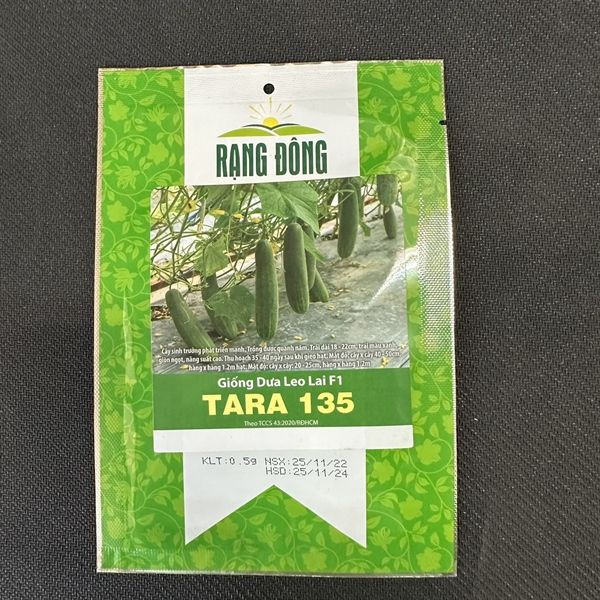 RẠNG ĐÔNG
Cây sinh trưởng phát triển mạnh, Trồng được quanh năm. Trái dài 18 - 22cm, trái màu xanh,
giòn ngọt, năng suất cao. Thu hoạch 35 - 40 ngày sau khi gieo hạt. Mật độ: cây x cây 40 - 50cm,
hàng x hàng 1.2m hạt; Mật độ: cây x cây: 20 - 25cm, hàng x hàng 1.2m
Giống Dưa Leo Lai F1
TARA 135
Theo TCCS 43:2020/RĐHCM
KLT:0.5g NSX:25/11/22
HSD:25/11/24